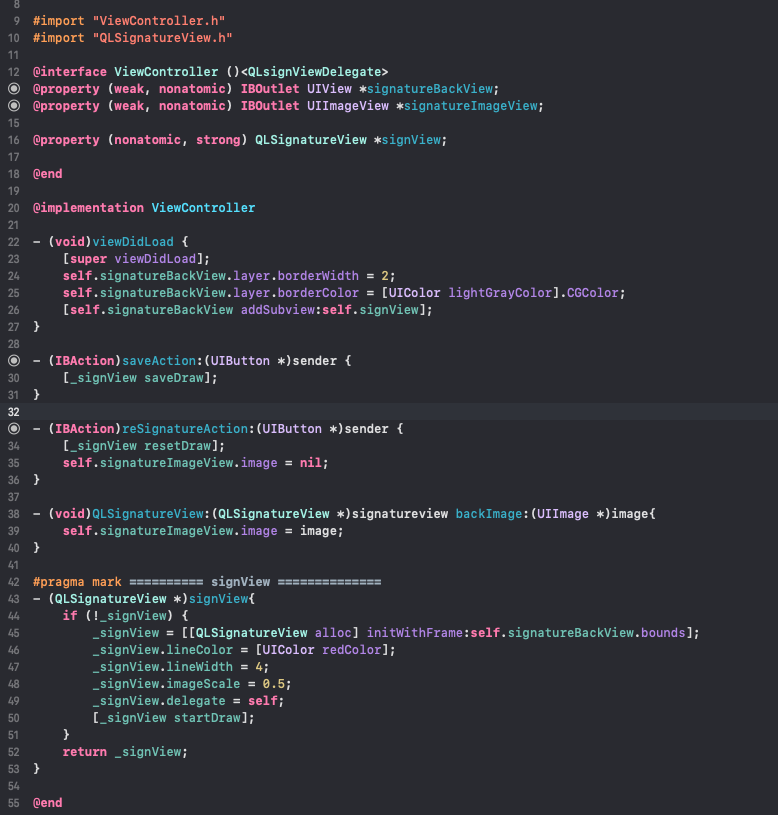 8
9 #import "ViewController.h"
10 #import "QLSignatureView.h"
11
12 @interface ViewController ()<QLsignViewDelegate>
@property (weak, nonatomic) IBOutlet UIView *signatureBackView;
@property (weak, nonatomic) IBOutlet UIImageView *signatureImageView;
15
16 @property (nonatomic, strong) QLSignatureView *signView;
17
18 @end
19
20 @implementation ViewController
21
22 - (void)viewDidLoad {
23     [super viewDidLoad];
24     self.signatureBackView.layer.borderWidth = 2;
25     self.signatureBackView.layer.borderColor = [UIColor lightGrayColor].CGColor;
26     [self.signatureBackView addSubview:self.signView];
27 }
28
- (IBAction)saveAction:(UIButton *)sender {
30     [_signView saveDraw];
31 }
32
- (IBAction)reSignatureAction:(UIButton *)sender {
34     [_signView resetDraw];
35     self.signatureImageView.image = nil;
36 }
37
38 - (void)QLSignatureView:(QLSignatureView *)signatureview backImage:(UIImage *)image{
39     self.signatureImageView.image = image;
40 }
41
42 #pragma mark ========== signView ==============
43 - (QLSignatureView *)signView{
44     if (!_signView) {
45         _signView = [[QLSignatureView alloc] initWithFrame:self.signatureBackView.bounds];
46         _signView.lineColor = [UIColor redColor];
47         _signView.lineWidth = 4;
48         _signView.imageScale = 0.5;
49         _signView.delegate = self;
50         [_signView startDraw];
51     }
52     return _signView;
53 }
54
55 @end